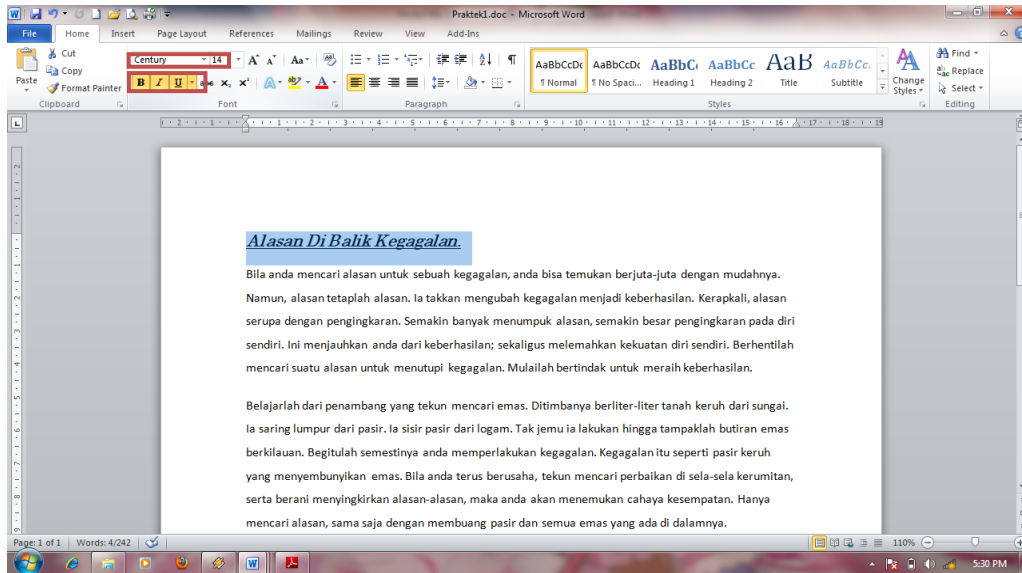 Praktek1.doc - Microsoft Word
File Home Insert Page Layout References Mailings Review View Add-Ins
Paste
Cut
Copy
Format Painter
Clipboard
Century 14
B I U
Font
Paragraph
AaBbCcDc AaBbCcDc AaBbC AaBbCc AaB AaBbCc.
¶ Normal ¶ No Spaci... Heading 1 Heading 2 Title Subtitle
Change Styles
Styles
Find
Replace
Select
Editing
Alasan Di Balik Kegagalan.
Bila anda mencari alasan untuk sebuah kegagalan, anda bisa temukan berjuta-juta dengan mudahnya.
Namun, alasan tetaplah alasan. Ia takkan mengubah kegagalan menjadi keberhasilan. Kerapkali, alasan
serupa dengan pengingkaran. Semakin banyak menumpuk alasan, semakin besar pengingkaran pada diri
sendiri. Ini menjauhkan anda dari keberhasilan; sekaligus melemahkan kekuatan diri sendiri. Berhentilah
mencari suatu alasan untuk menutupi kegagalan. Mulailah bertindak untuk meraih keberhasilan.
Belajarlah dari penambang yang tekun mencari emas. Ditimbanya berliter-liter tanah keruh dari sungai.
Ia saring lumpur dari pasir. Ia sisir pasir dari logam. Tak jemu ia lakukan hingga tampaklah butiran emas
berkilauan. Begitulah semestinya anda memperlakukan kegagalan. Kegagalan itu seperti pasir keruh
yang menyembunyikan emas. Bila anda terus berusaha, tekun mencari perbaikan di sela-sela kerumitan,
serta berani menyingkirkan alasan-alasan, maka anda akan menemukan cahaya kesempatan. Hanya
mencari alasan, sama saja dengan membuang pasir dan semua emas yang ada di dalamnya.
Page: 1 of 1 Words: 4/242 110%
5:30 PM